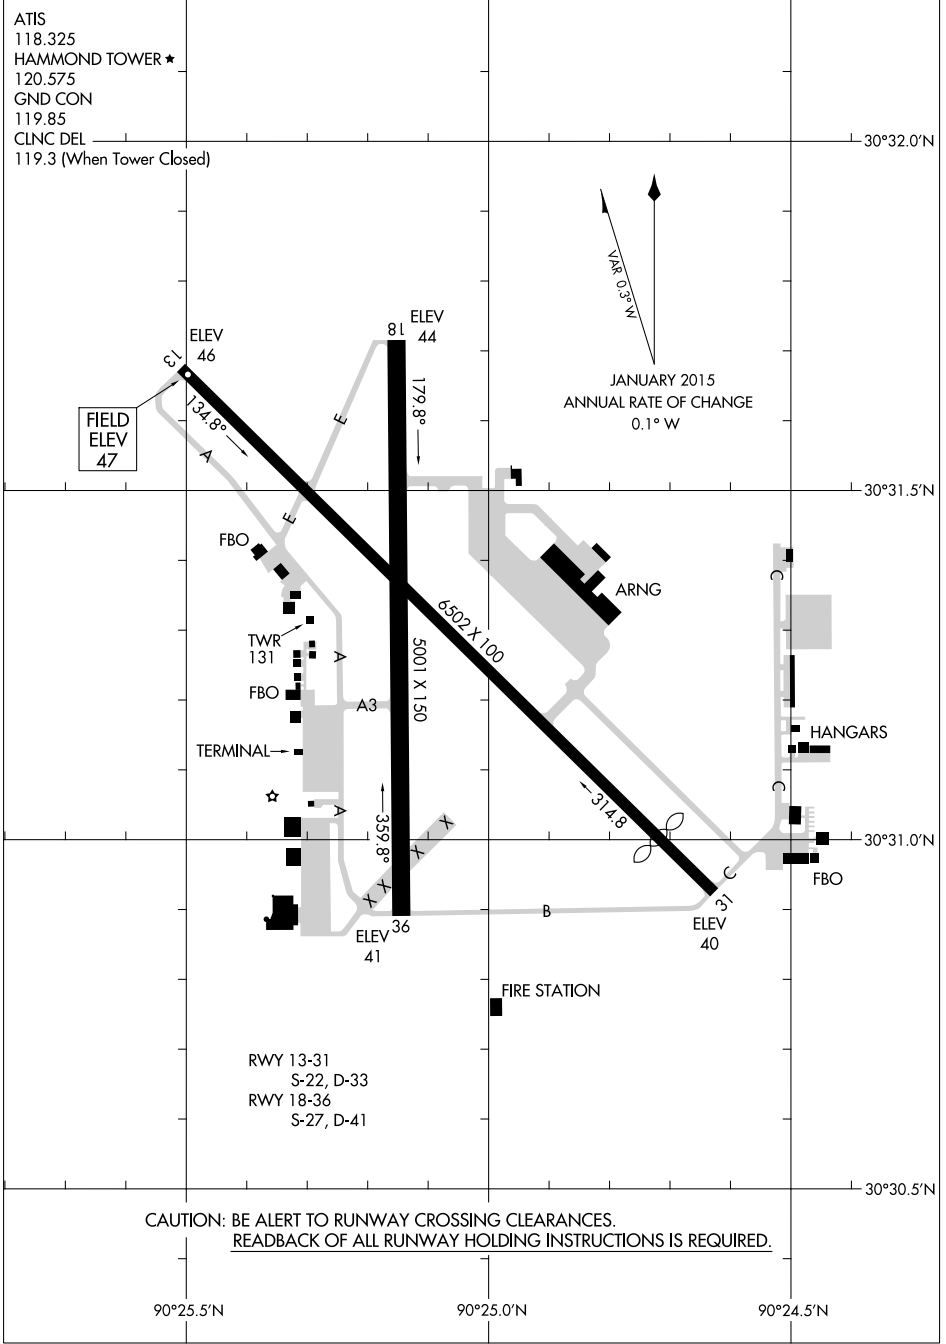 ATIS
118.325
HAMMOND TOWER ★
120.575
GND CON
119.85
CLNC DEL
119.3 (When Tower Closed)
30°32.0'N
VAR 0.3° W
JANUARY 2015
ANNUAL RATE OF CHANGE
0.1° W
13
ELEV
46
18
ELEV
44
FIELD
ELEV
47
134.8°
179.8°
E
A
E
30°31.5'N
FBO
ARNG
C
TWR
131
A
6502 X 100
5001 X 150
FBO
A3
HANGARS
TERMINAL
C
A
359.8°
314.8
X
X
X
X
30°31.0'N
C
FBO
B
31
ELEV
40
36
ELEV
41
FIRE STATION
RWY 13-31
S-22, D-33
RWY 18-36
S-27, D-41
30°30.5'N
CAUTION: BE ALERT TO RUNWAY CROSSING CLEARANCES.
READBACK OF ALL RUNWAY HOLDING INSTRUCTIONS IS REQUIRED.
90°25.5'N
90°25.0'N
90°24.5'N